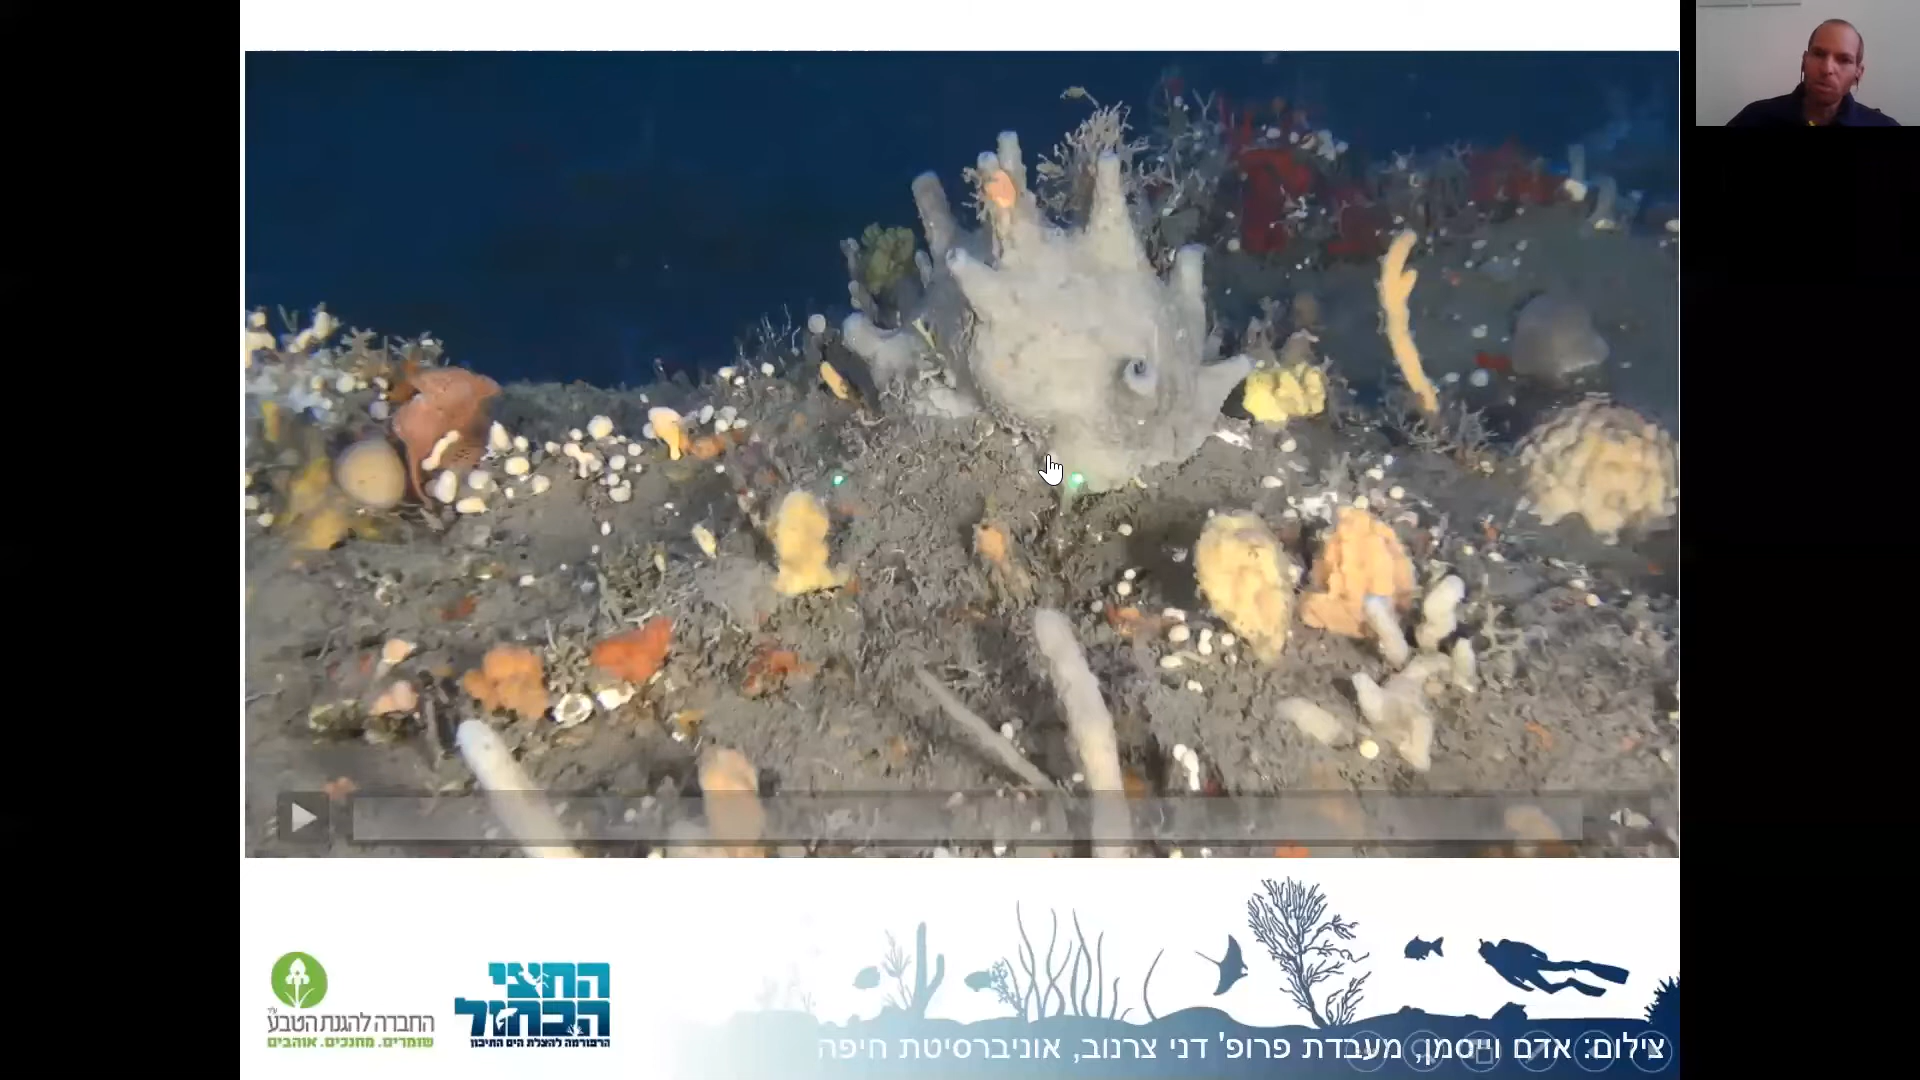 החברה להגנת הטבע
ע״ר
שומרים. מחנכים. אוהבים.
החצי
הכחול
הרפורמה להצלת הים התיכון
צילום: אדם וייסמן, מעבדת פרופ' דני צרנוב, אוניברסיטת חיפה